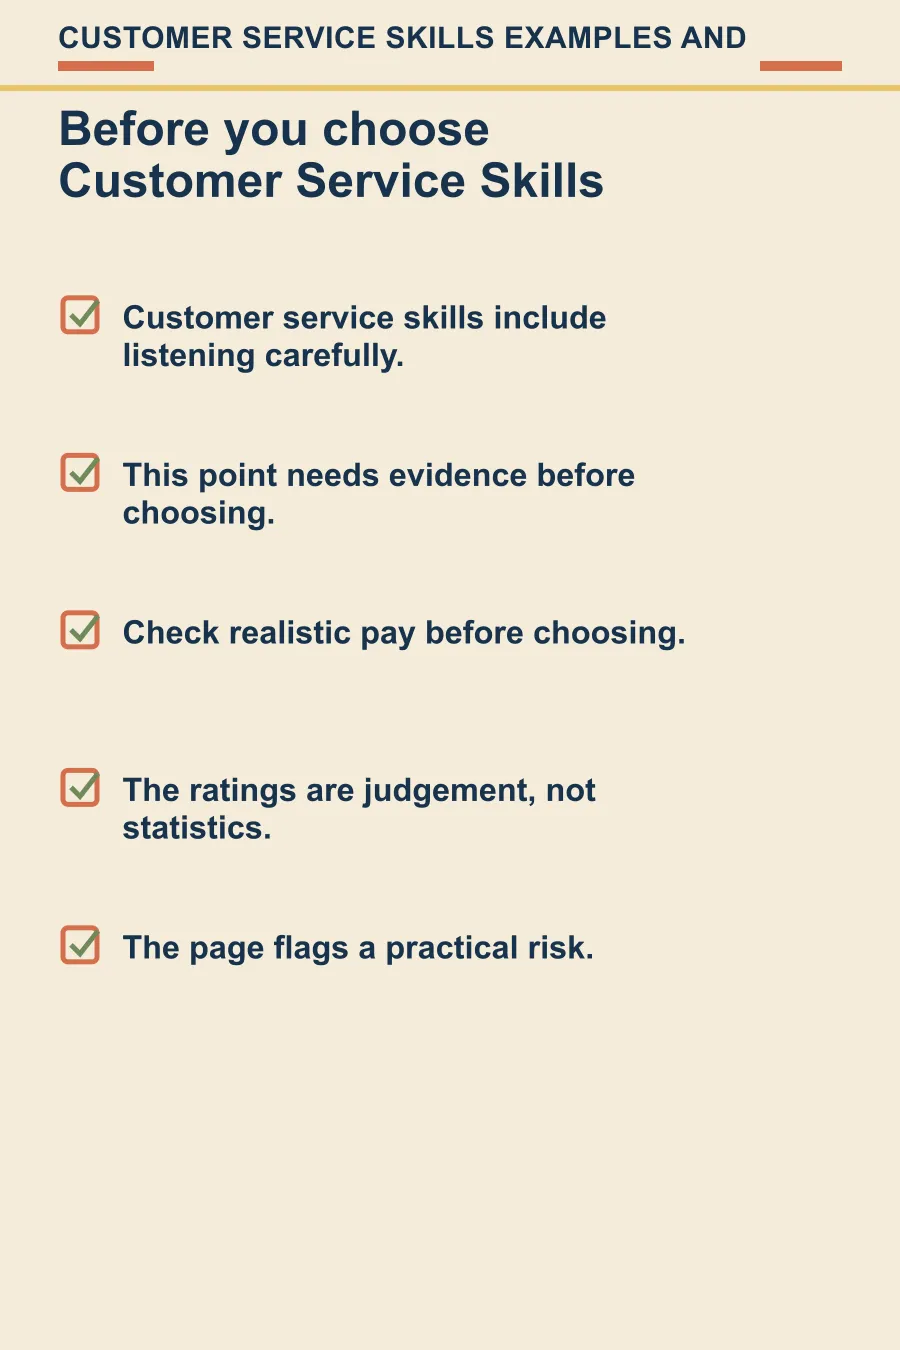 CUSTOMER SERVICE SKILLS EXAMPLES AND
Before you choose
Customer Service Skills
Customer service skills include
listening carefully.
This point needs evidence before
choosing.
Check realistic pay before choosing.
The ratings are judgement, not
statistics.
The page flags a practical risk.